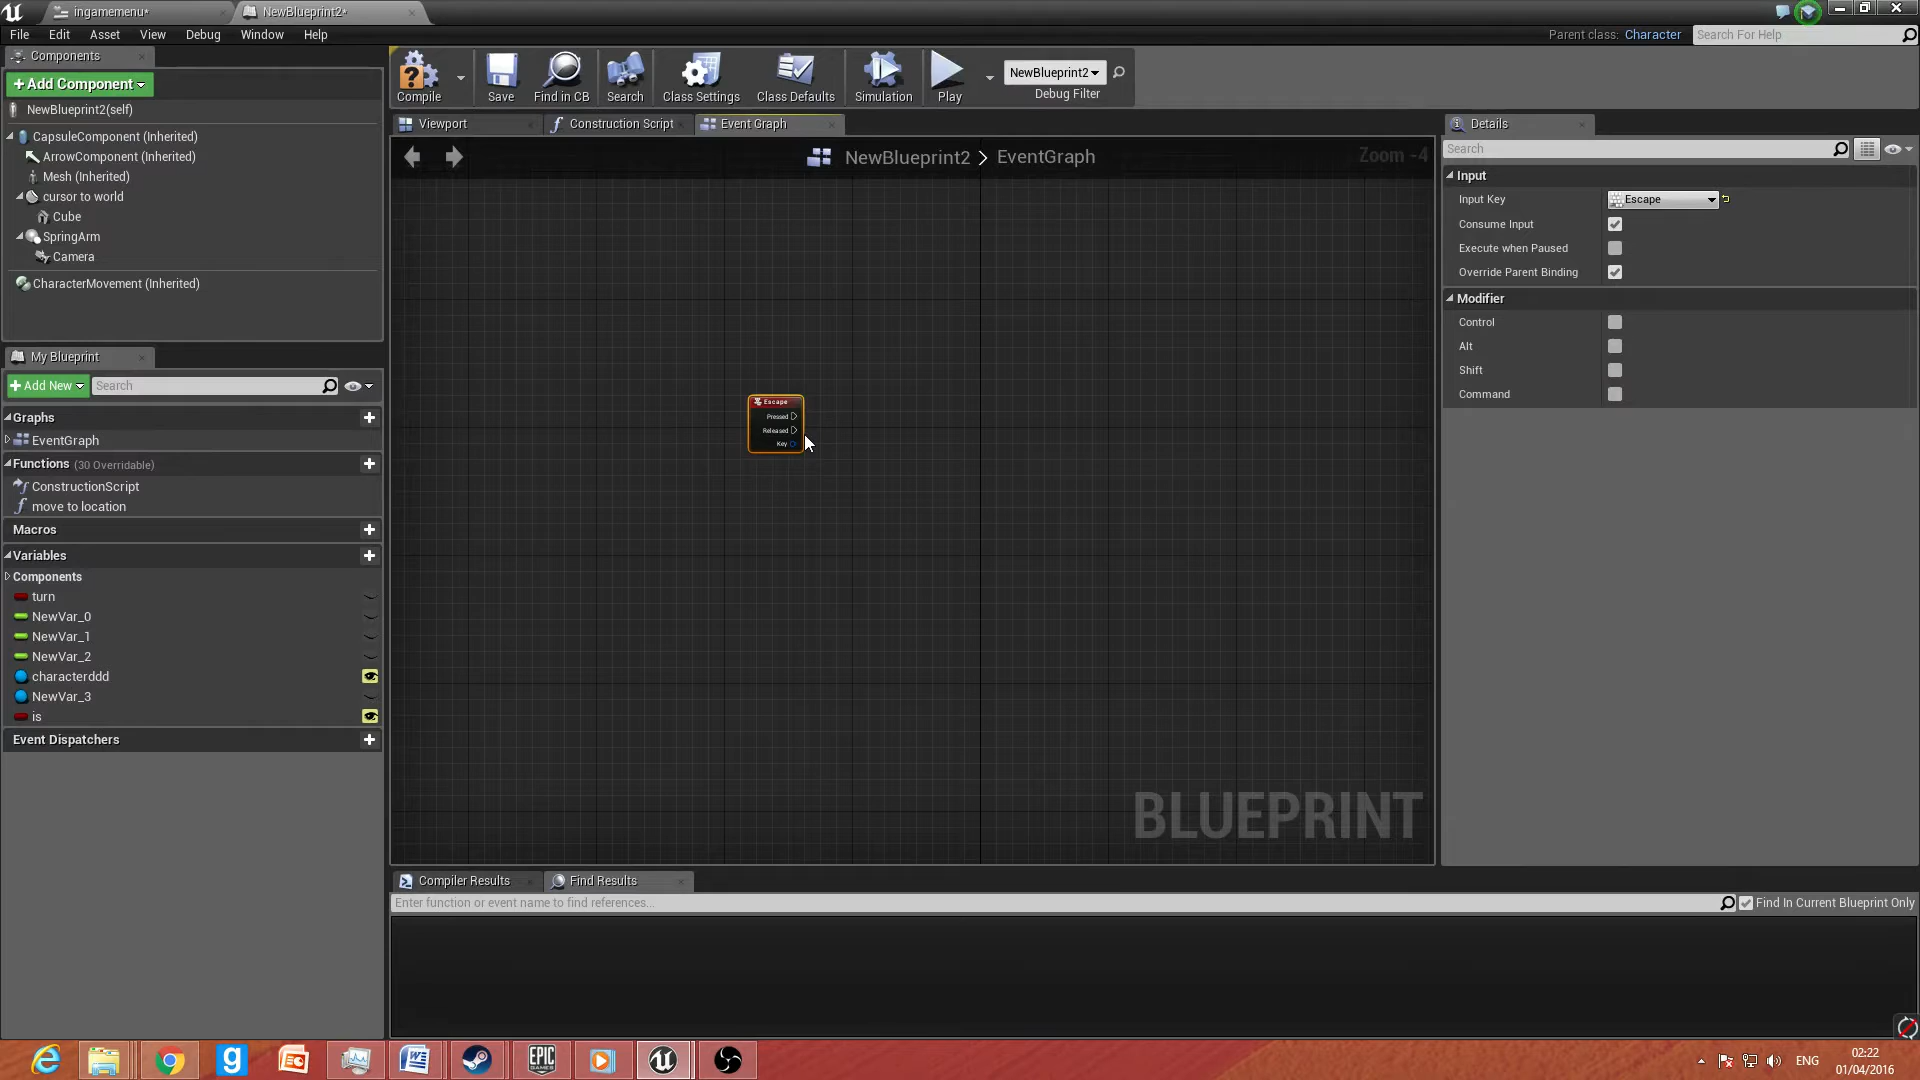 ingamemenu*
NewBlueprint2*
File Edit Asset View Debug Window Help
Parent class: Character
Search For Help
Components
+Add Component
NewBlueprint2(self)
CapsuleComponent (Inherited)
ArrowComponent (Inherited)
Mesh (Inherited)
cursor to world
Cube
SpringArm
Camera
CharacterMovement (Inherited)
My Blueprint
+Add New
Search
Graphs
EventGraph
Functions (30 Overridable)
ConstructionScript
move to location
Macros
Variables
Components
turn
NewVar_0
NewVar_1
NewVar_2
characterddd
NewVar_3
is
Event Dispatchers
Compile
Save
Find in CB
Search
Class Settings
Class Defaults
Simulation
Play
NewBlueprint2
Debug Filter
Viewport
Construction Script
Event Graph
NewBlueprint2 > EventGraph
Zoom -4
Escape
Pressed
Released
Key
BLUEPRINT
Compiler Results
Find Results
Enter function or event name to find references...
Find In Current Blueprint Only
Details
Search
Input
Input Key
Escape
Consume Input
Execute when Paused
Override Parent Binding
Modifier
Control
Alt
Shift
Command
EPIC GAMES
ENG
02:22
01/04/2016